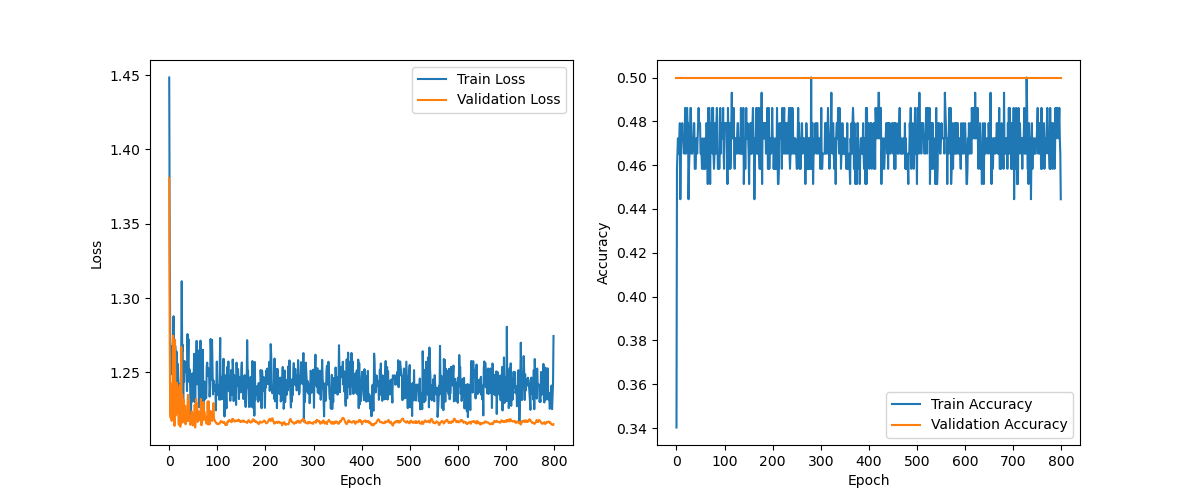 1.45
1.40
1.35
1.30
1.25
Loss
0 100 200 300 400 500 600 700 800
Epoch
Train Loss
Validation Loss
0.50
0.48
0.46
0.44
0.42
0.40
0.38
0.36
0.34
Accuracy
0 100 200 300 400 500 600 700 800
Epoch
Train Accuracy
Validation Accuracy